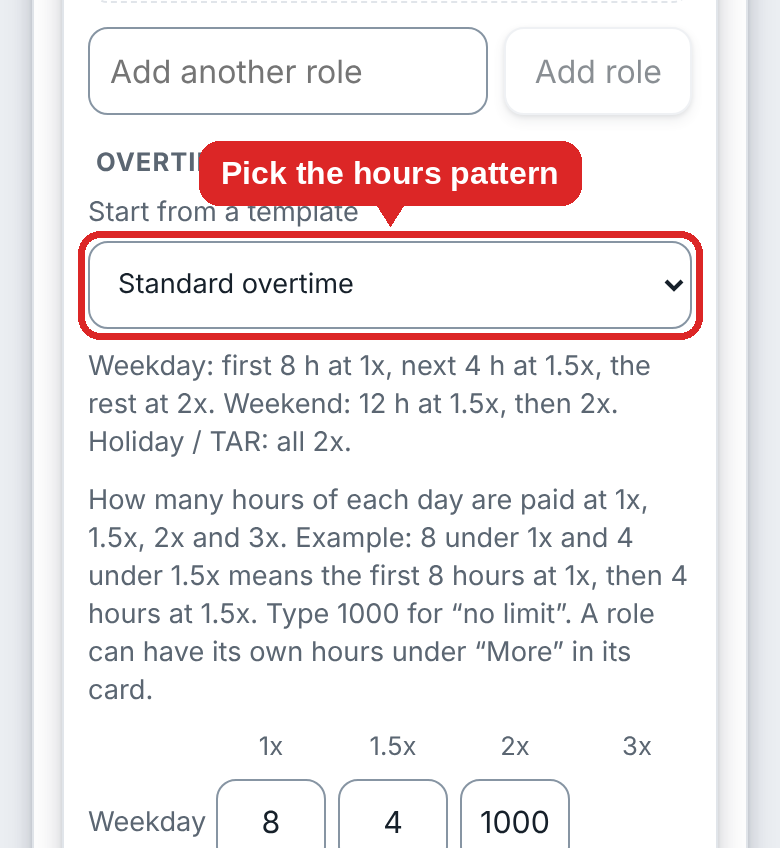 Add another role
Add role
OVERTI
Pick the hours pattern
Start from a template
Standard overtime
Weekday: first 8 h at 1x, next 4 h at 1.5x, the
rest at 2x. Weekend: 12 h at 1.5x, then 2x.
Holiday / TAR: all 2x.
How many hours of each day are paid at 1x,
1.5x, 2x and 3x. Example: 8 under 1x and 4
under 1.5x means the first 8 hours at 1x, then 4
hours at 1.5x. Type 1000 for “no limit”. A role
can have its own hours under “More” in its
card.
1x 1.5x 2x 3x
Weekday 8 4 1000